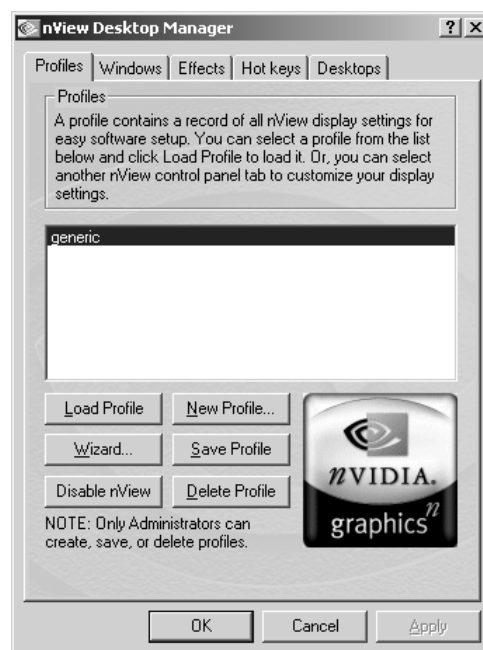 nView Desktop Manager
Profiles Windows Effects Hot keys Desktops
Profiles
A profile contains a record of all nView display settings for
easy software setup. You can select a profile from the list
below and click Load Profile to load it. Or, you can select
another nView control panel tab to customize your display
settings.
generic
Load Profile New Profile...
Wizard... Save Profile
Disable nView Delete Profile
NOTE: Only Administrators can
create, save, or delete profiles.
nVIDIA.
graphics n
OK Cancel Apply